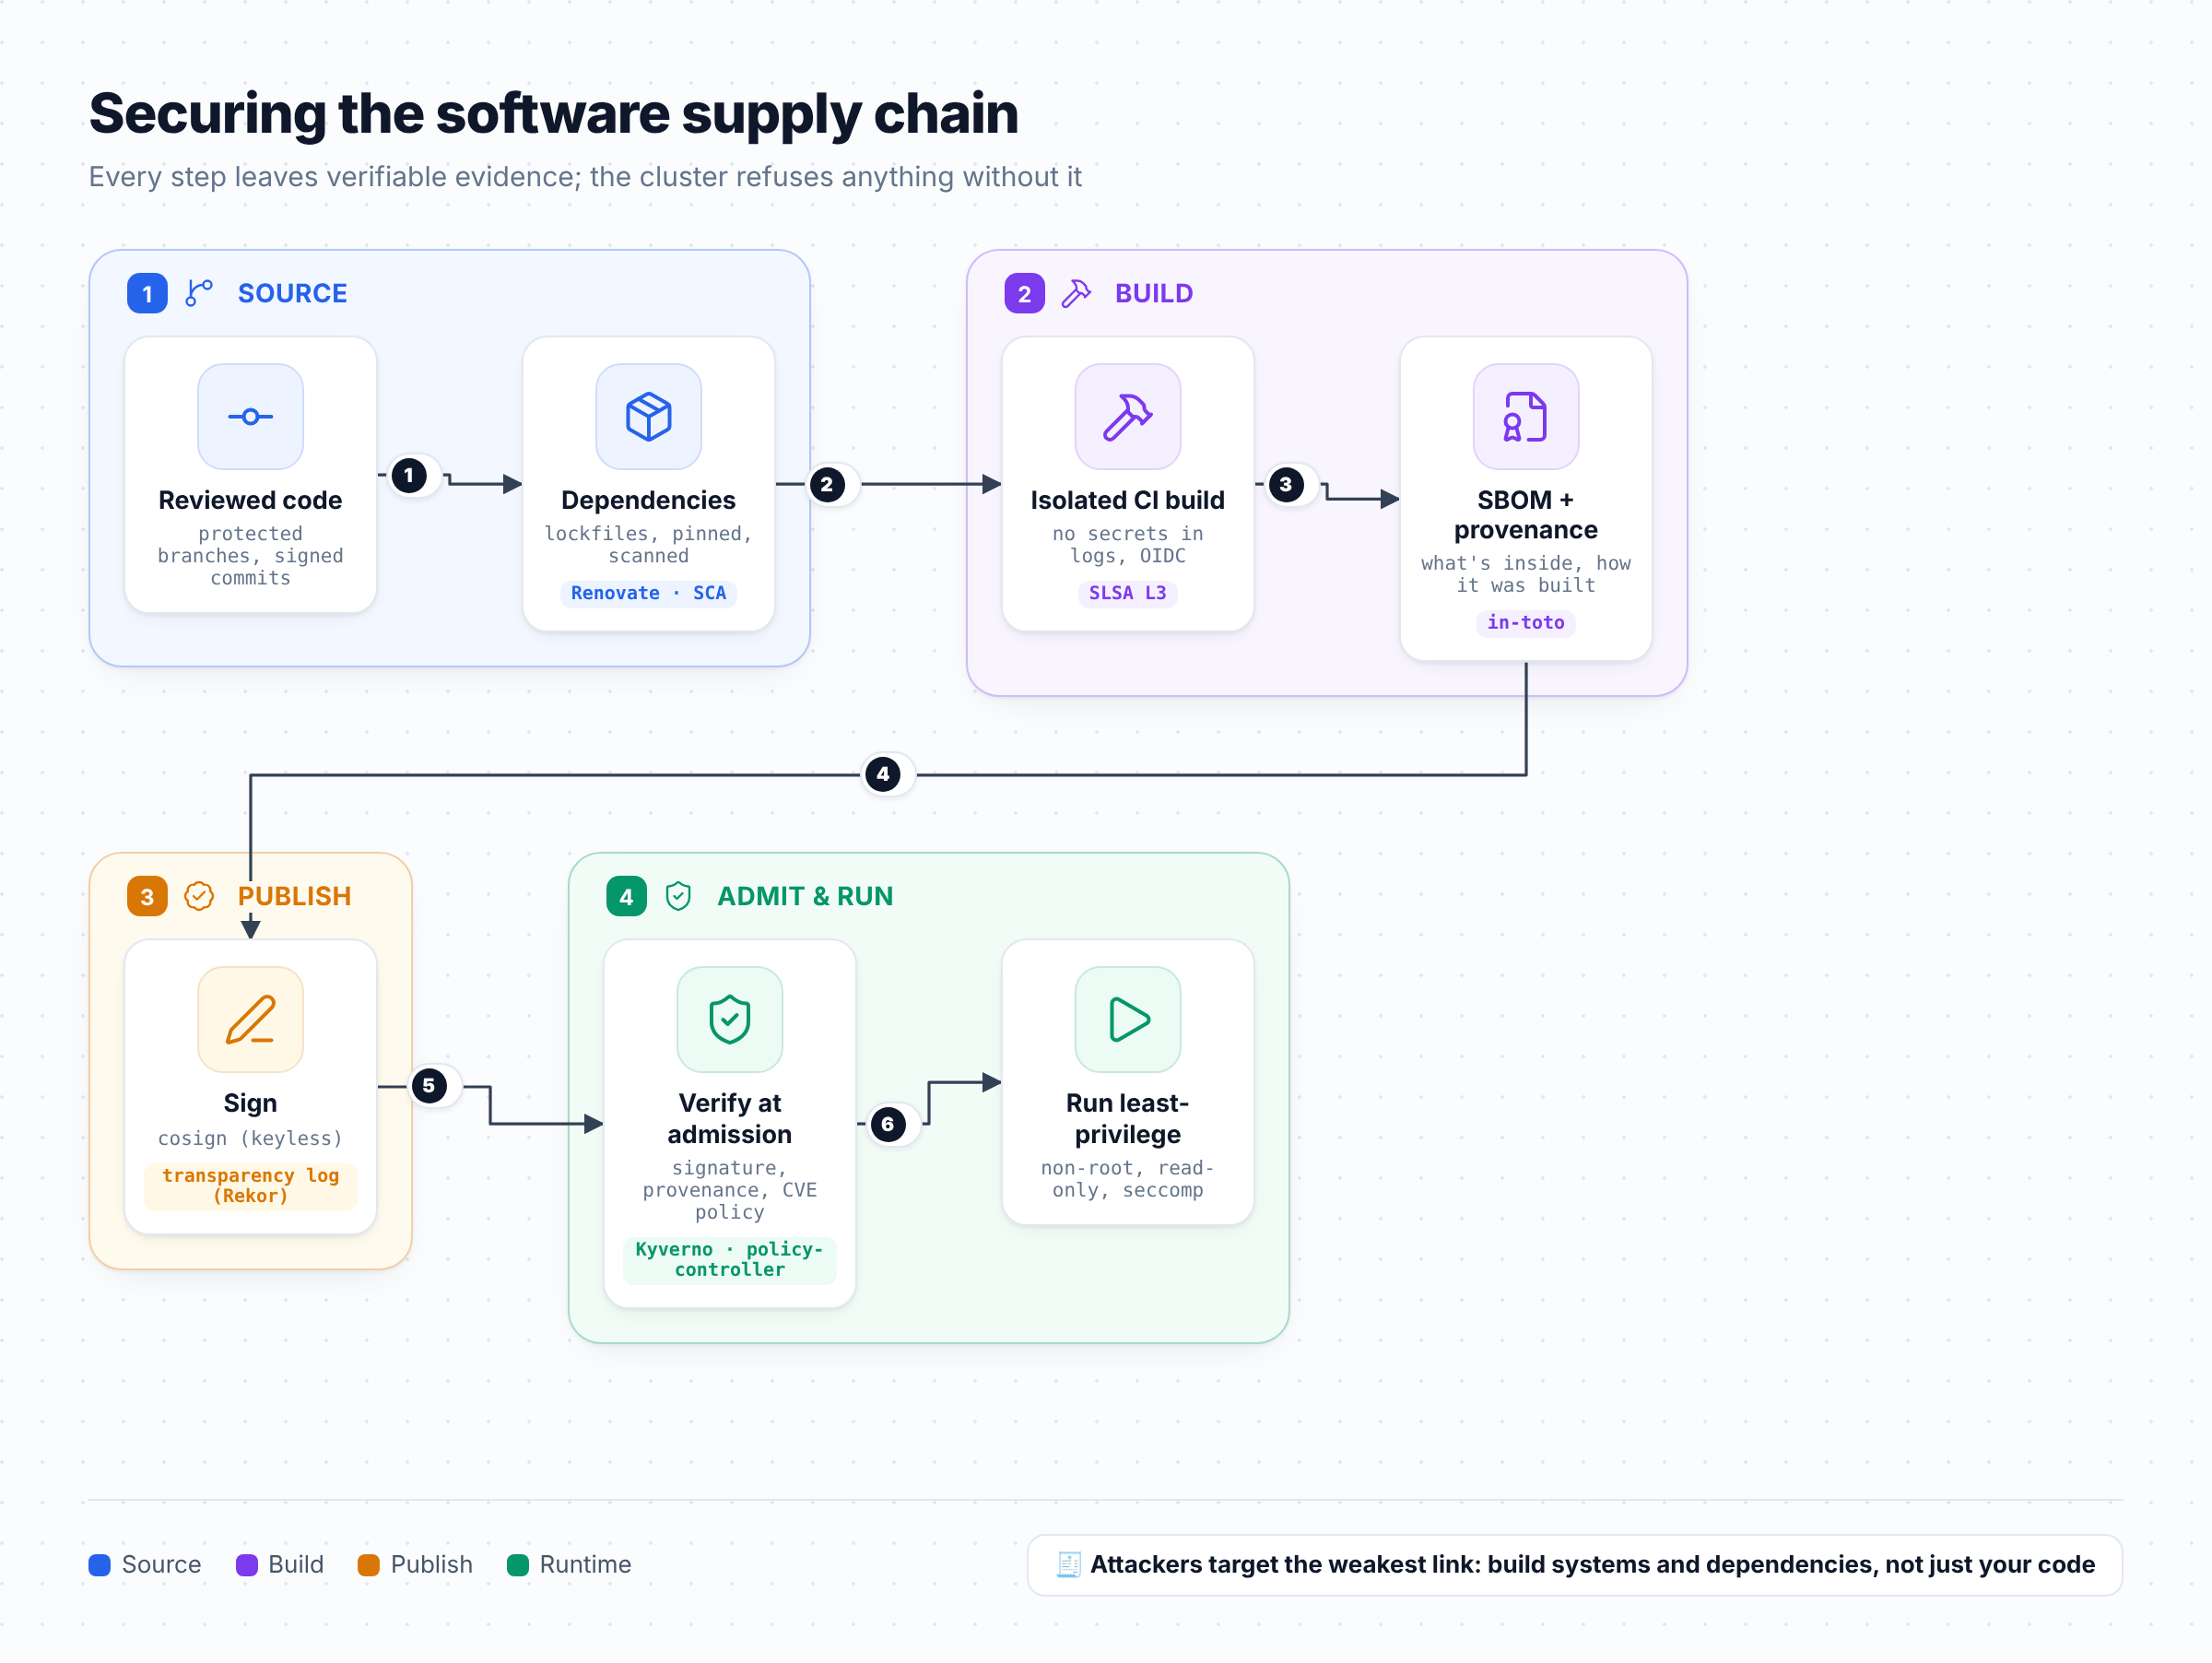 Securing the software supply chain
Every step leaves verifiable evidence; the cluster refuses anything without it
1 SOURCE
Reviewed code
protected
branches, signed
commits
1
Dependencies
lockfiles, pinned,
scanned
Renovate · SCA
2
2 BUILD
Isolated CI build
no secrets in
logs, OIDC
SLSA L3
3
SBOM +
provenance
what's inside, how
it was built
in-toto
4
3 PUBLISH
Sign
cosign (keyless)
transparency log
(Rekor)
5
4 ADMIT & RUN
Verify at
admission
signature,
provenance, CVE
policy
Kyverno · policy-
controller
6
Run least-
privilege
non-root, read-
only, seccomp
Source
Build
Publish
Runtime
🧾 Attackers target the weakest link: build systems and dependencies, not just your code